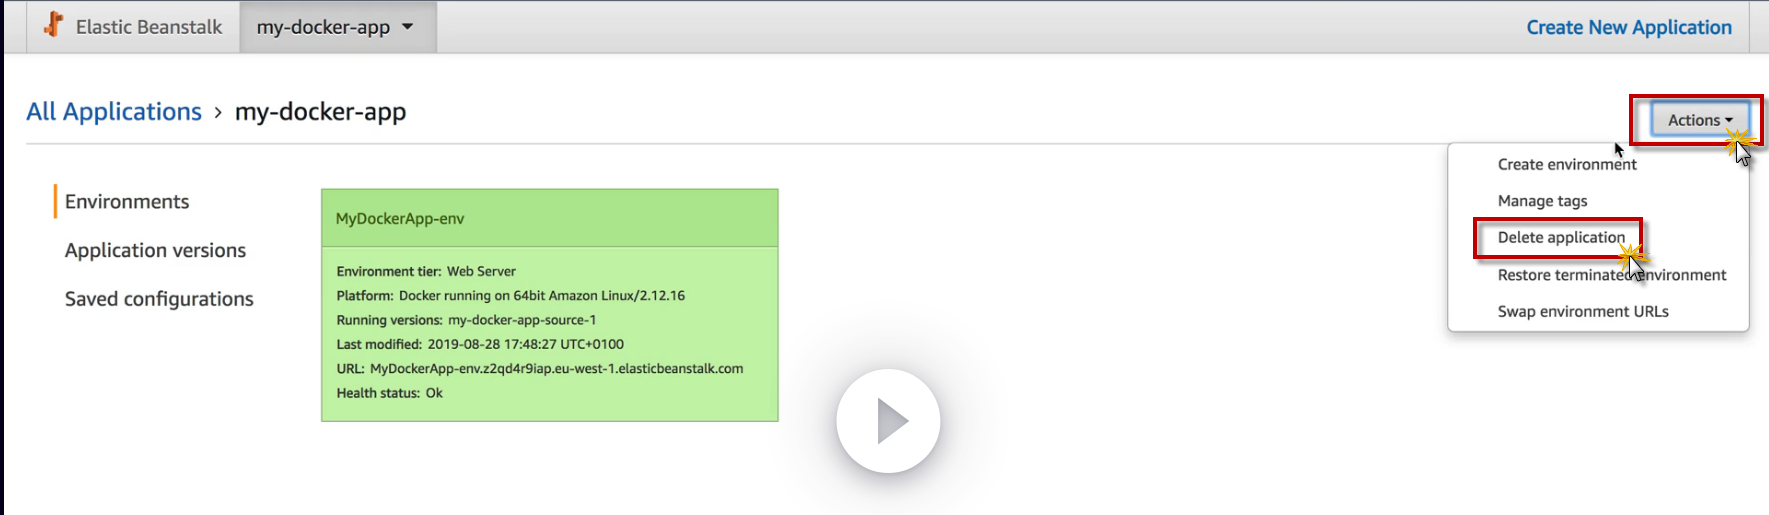 Elastic Beanstalk
my-docker-app
Create New Application
All Applications › my-docker-app
Actions
Create environment
Manage tags
Delete application
Restore terminated environment
Swap environment URLs
Environments
Application versions
Saved configurations
MyDockerApp-env
Environment tier: Web Server
Platform: Docker running on 64bit Amazon Linux/2.12.16
Running versions: my-docker-app-source-1
Last modified: 2019-08-28 17:48:27 UTC+0100
URL: MyDockerApp-env.z2qd4r9iap.eu-west-1.elasticbeanstalk.com
Health status: Ok